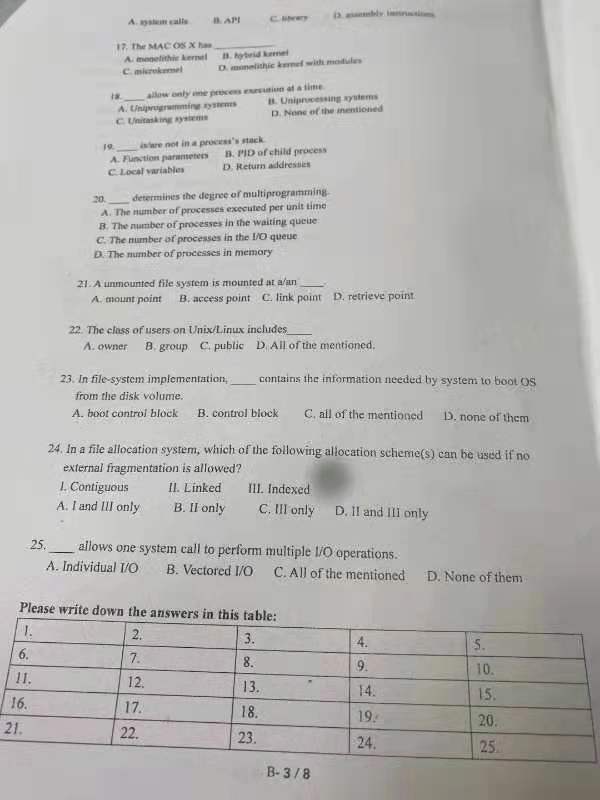 A. system calls B. API C. library D. assembly instructions
17. The MAC OS X has ____________
A. monolithic kernel B. hybrid kernel
C. microkernel D. monolithic kernel with modules
18. ____ allow only one process execution at a time.
A. Uniprogramming systems B. Uniprocessing systems
C. Unitasking systems D. None of the mentioned
19. ____ is/are not in a process's stack.
A. Function parameters B. PID of child process
C. Local variables D. Return addresses
20. ____ determines the degree of multiprogramming.
A. The number of processes executed per unit time
B. The number of processes in the waiting queue
C. The number of processes in the I/O queue
D. The number of processes in memory
21. A unmounted file system is mounted at a/an ____.
A. mount point B. access point C. link point D. retrieve point
22. The class of users on Unix/Linux includes____
A. owner B. group C. public D. All of the mentioned.
23. In file-system implementation, ____ contains the information needed by system to boot OS
from the disk volume.
A. boot control block B. control block C. all of the mentioned D. none of them
24. In a file allocation system, which of the following allocation scheme(s) can be used if no
external fragmentation is allowed?
I. Contiguous II. Linked III. Indexed
A. I and III only B. II only C. III only D. II and III only
25. ____ allows one system call to perform multiple I/O operations.
A. Individual I/O B. Vectored I/O C. All of the mentioned D. None of them
Please write down the answers in this table:
1. 2. 3. 4. 5.
6. 7. 8. 9. 10.
11. 12. 13. 14. 15.
16. 17. 18. 19. 20.
21. 22. 23. 24. 25.
B- 3 / 8